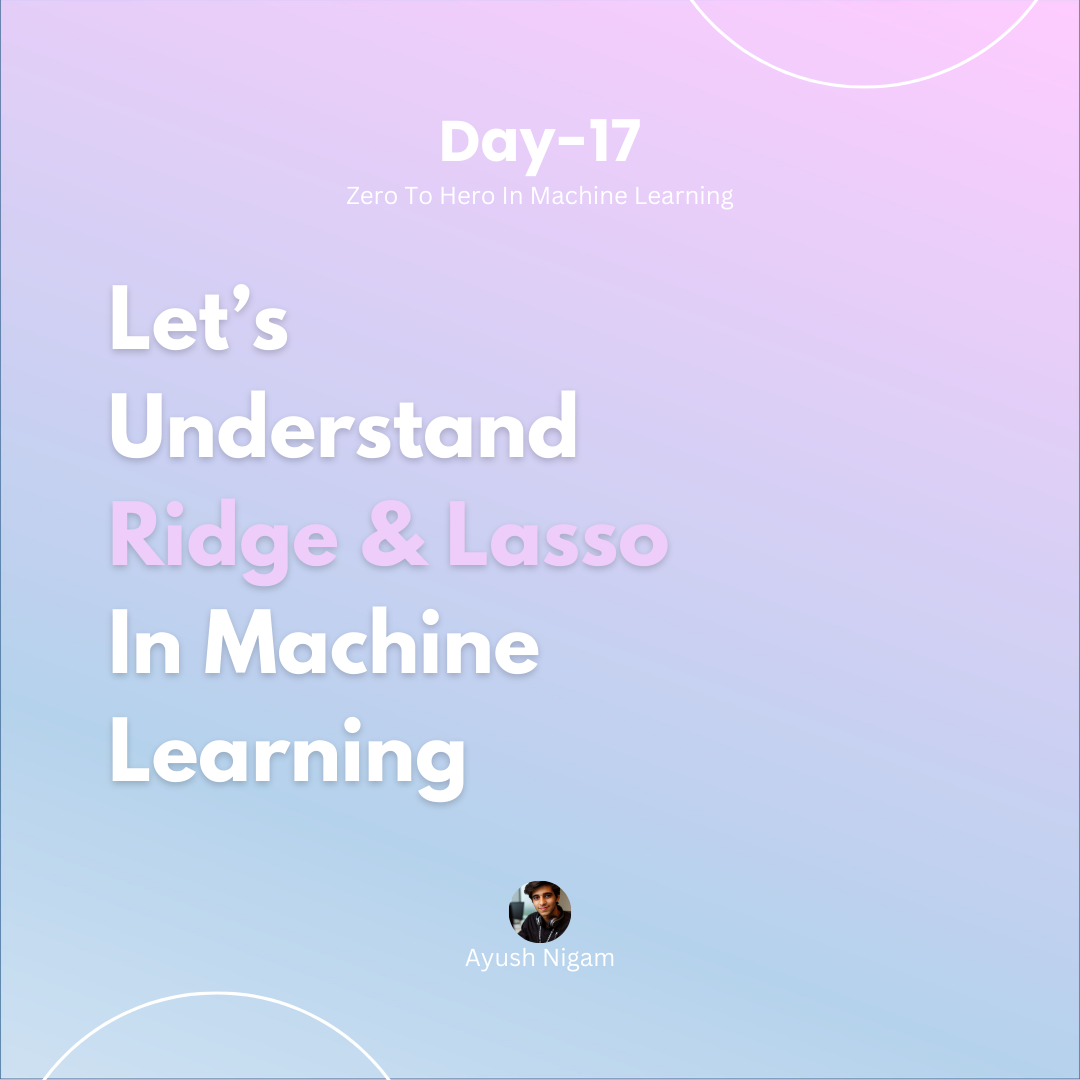 Day-17
Zero To Hero In Machine Learning
Let’s
Understand
Ridge & Lasso
In Machine
Learning
Ayush Nigam